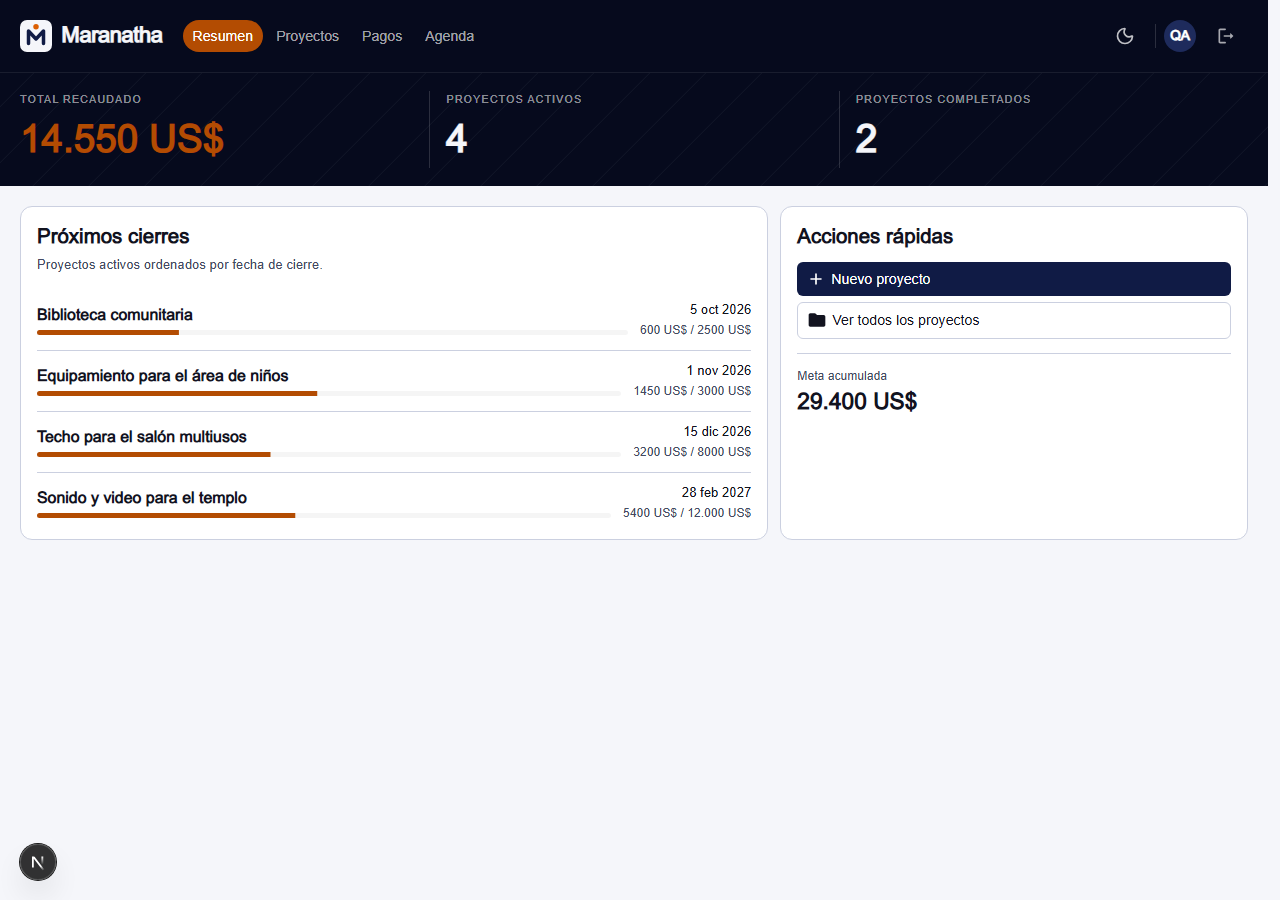 Maranatha
Resumen
Proyectos
Pagos
Agenda
QA
TOTAL RECAUDADO
14.550 US$
PROYECTOS ACTIVOS
4
PROYECTOS COMPLETADOS
2
Próximos cierres
Proyectos activos ordenados por fecha de cierre.
Biblioteca comunitaria
5 oct 2026
600 US$ / 2500 US$
Equipamiento para el área de niños
1 nov 2026
1450 US$ / 3000 US$
Techo para el salón multiusos
15 dic 2026
3200 US$ / 8000 US$
Sonido y video para el templo
28 feb 2027
5400 US$ / 12.000 US$
Acciones rápidas
Nuevo proyecto
Ver todos los proyectos
Meta acumulada
29.400 US$
N